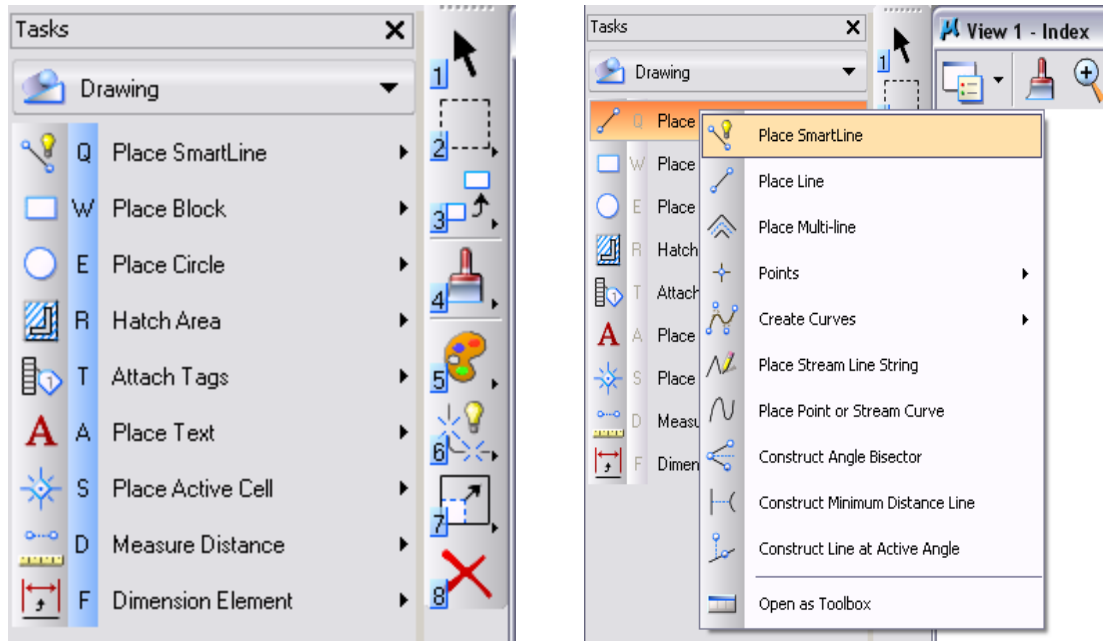 Tasks
Drawing
Q Place SmartLine
W Place Block
E Place Circle
R Hatch Area
T Attach Tags
A Place Text
S Place Active Cell
D Measure Distance
F Dimension Element
1
2
3
4
5
6
7
8
Tasks
Drawing
Q Place
W Place
E Place
R Hatch
T Attach
A Place
S Place
D Measu
F Dimen
1
View 1 - Index
Place SmartLine
Place Line
Place Multi-line
Points
Create Curves
Place Stream Line String
Place Point or Stream Curve
Construct Angle Bisector
Construct Minimum Distance Line
Construct Line at Active Angle
Open as Toolbox